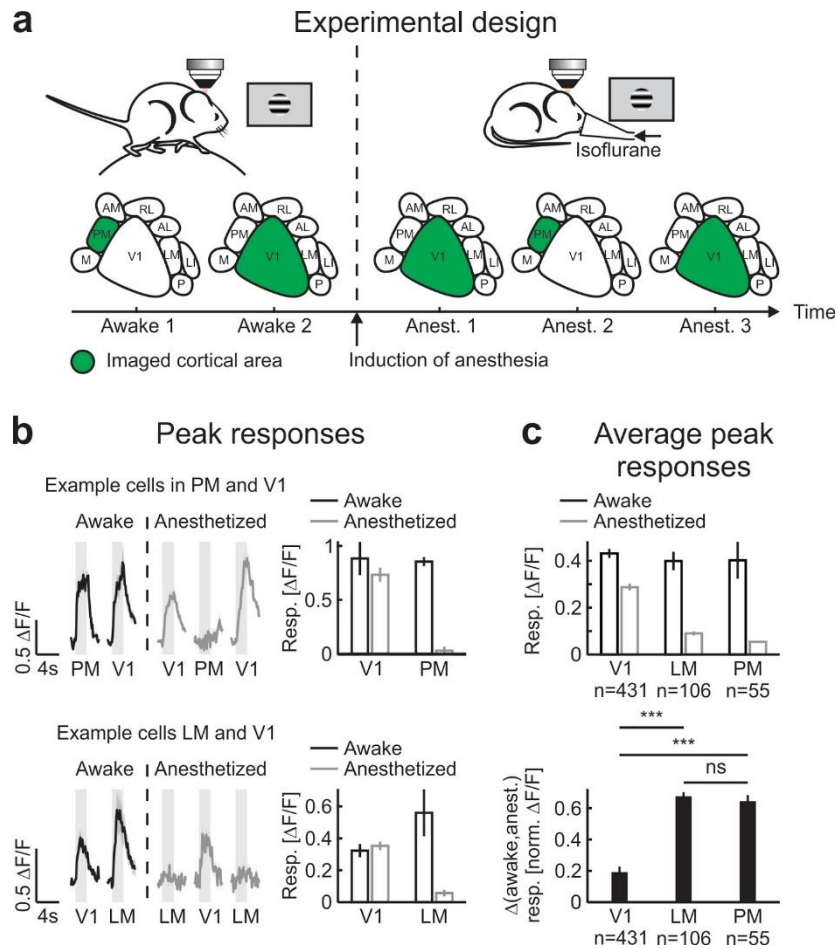 a
Experimental design
Isoflurane
AM RL AL PM V1 LM LI M P
AM RL AL PM V1 LM LI M P
AM RL AL PM V1 LM LI M P
AM RL AL PM V1 LM LI M P
AM RL AL PM V1 LM LI M P
Time
Awake 1 Awake 2 Anest. 1 Anest. 2 Anest. 3
Imaged cortical area
Induction of anesthesia
b
Peak responses
Example cells in PM and V1
Awake Anesthetized
0.5 ΔF/F
4s
PM V1 V1 PM V1
Awake
Anesthetized
Resp. [ΔF/F]
1
0.5
0
V1 PM
Example cells LM and V1
Awake Anesthetized
0.5 ΔF/F
4s
V1 LM LM V1 LM
Awake
Anesthetized
Resp. [ΔF/F]
0.6
0.4
0.2
0
V1 LM
c
Average peak
responses
Awake
Anesthetized
Resp. [ΔF/F]
0.4
0.2
0
V1 LM PM
n=431 n=106 n=55
***
***
ns
Δ(awake,anest.)
resp. [norm. ΔF/F]
0.6
0.4
0.2
0
V1 LM PM
n=431 n=106 n=55